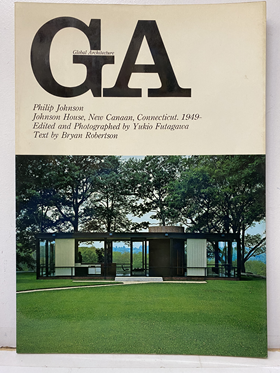 GA
Global Architecture
Philip Johnson
Johnson House, New Canaan, Connecticut. 1949-
Edited and Photographed by Yukio Futagawa
Text by Bryan Robertson